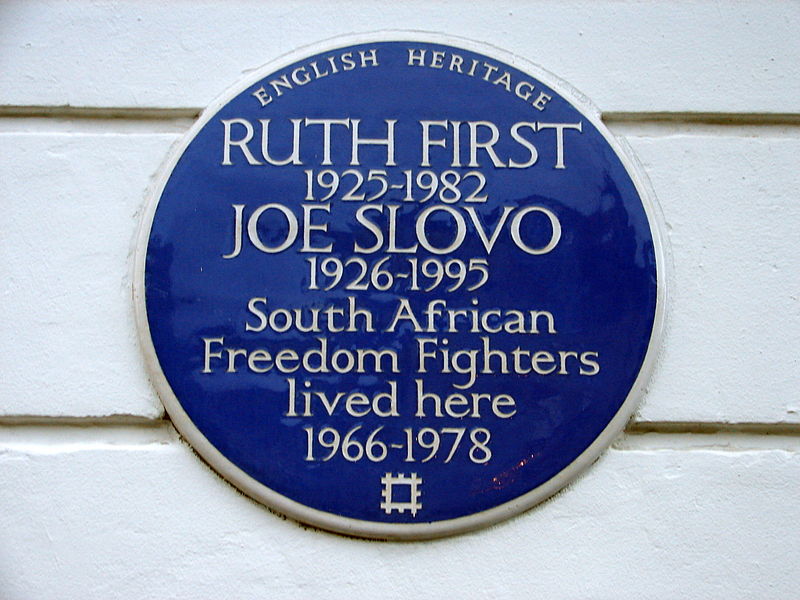 ENGLISH HERITAGE
RUTH FIRST
1925-1982
JOE SLOVO
1926-1995
South African
Freedom Fighters
lived here
1966-1978